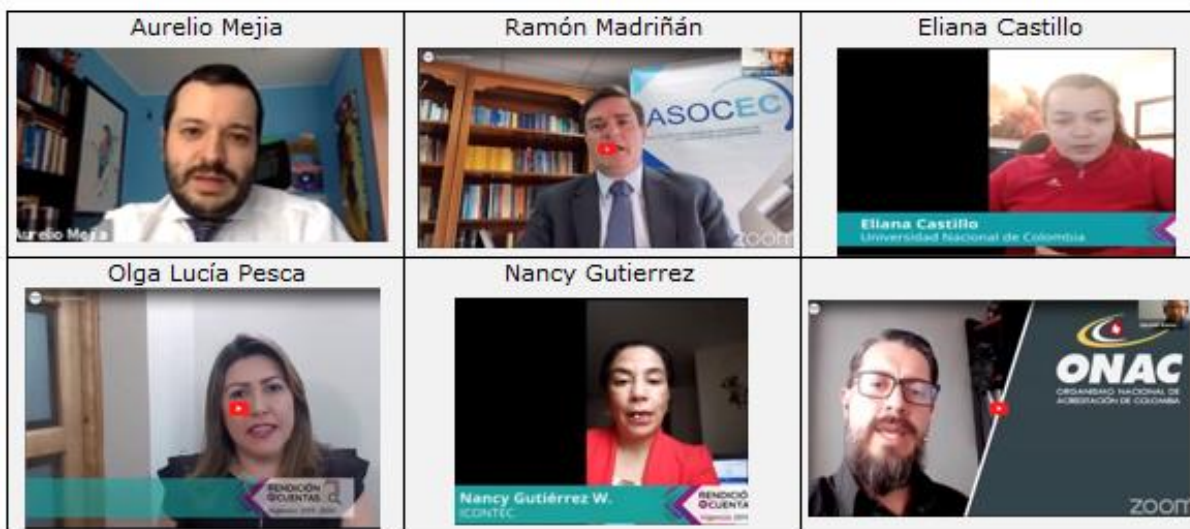 Aurelio Mejia
Ramón Madriñán
Eliana Castillo
Aurelio Mejia
ASOCEC
zoom
Eliana Castillo
Universidad Nacional de Colombia
Olga Lucía Pesca
Nancy Gutierrez
RENDICIÓN
CUENTAS
Nancy Gutiérrez W.
ICONTEC
RENDICIÓ
CUENTA
ONAC
ORGANISMO NACIONAL DE
ACREDITACIÓN DE COLOMBIA
zoom